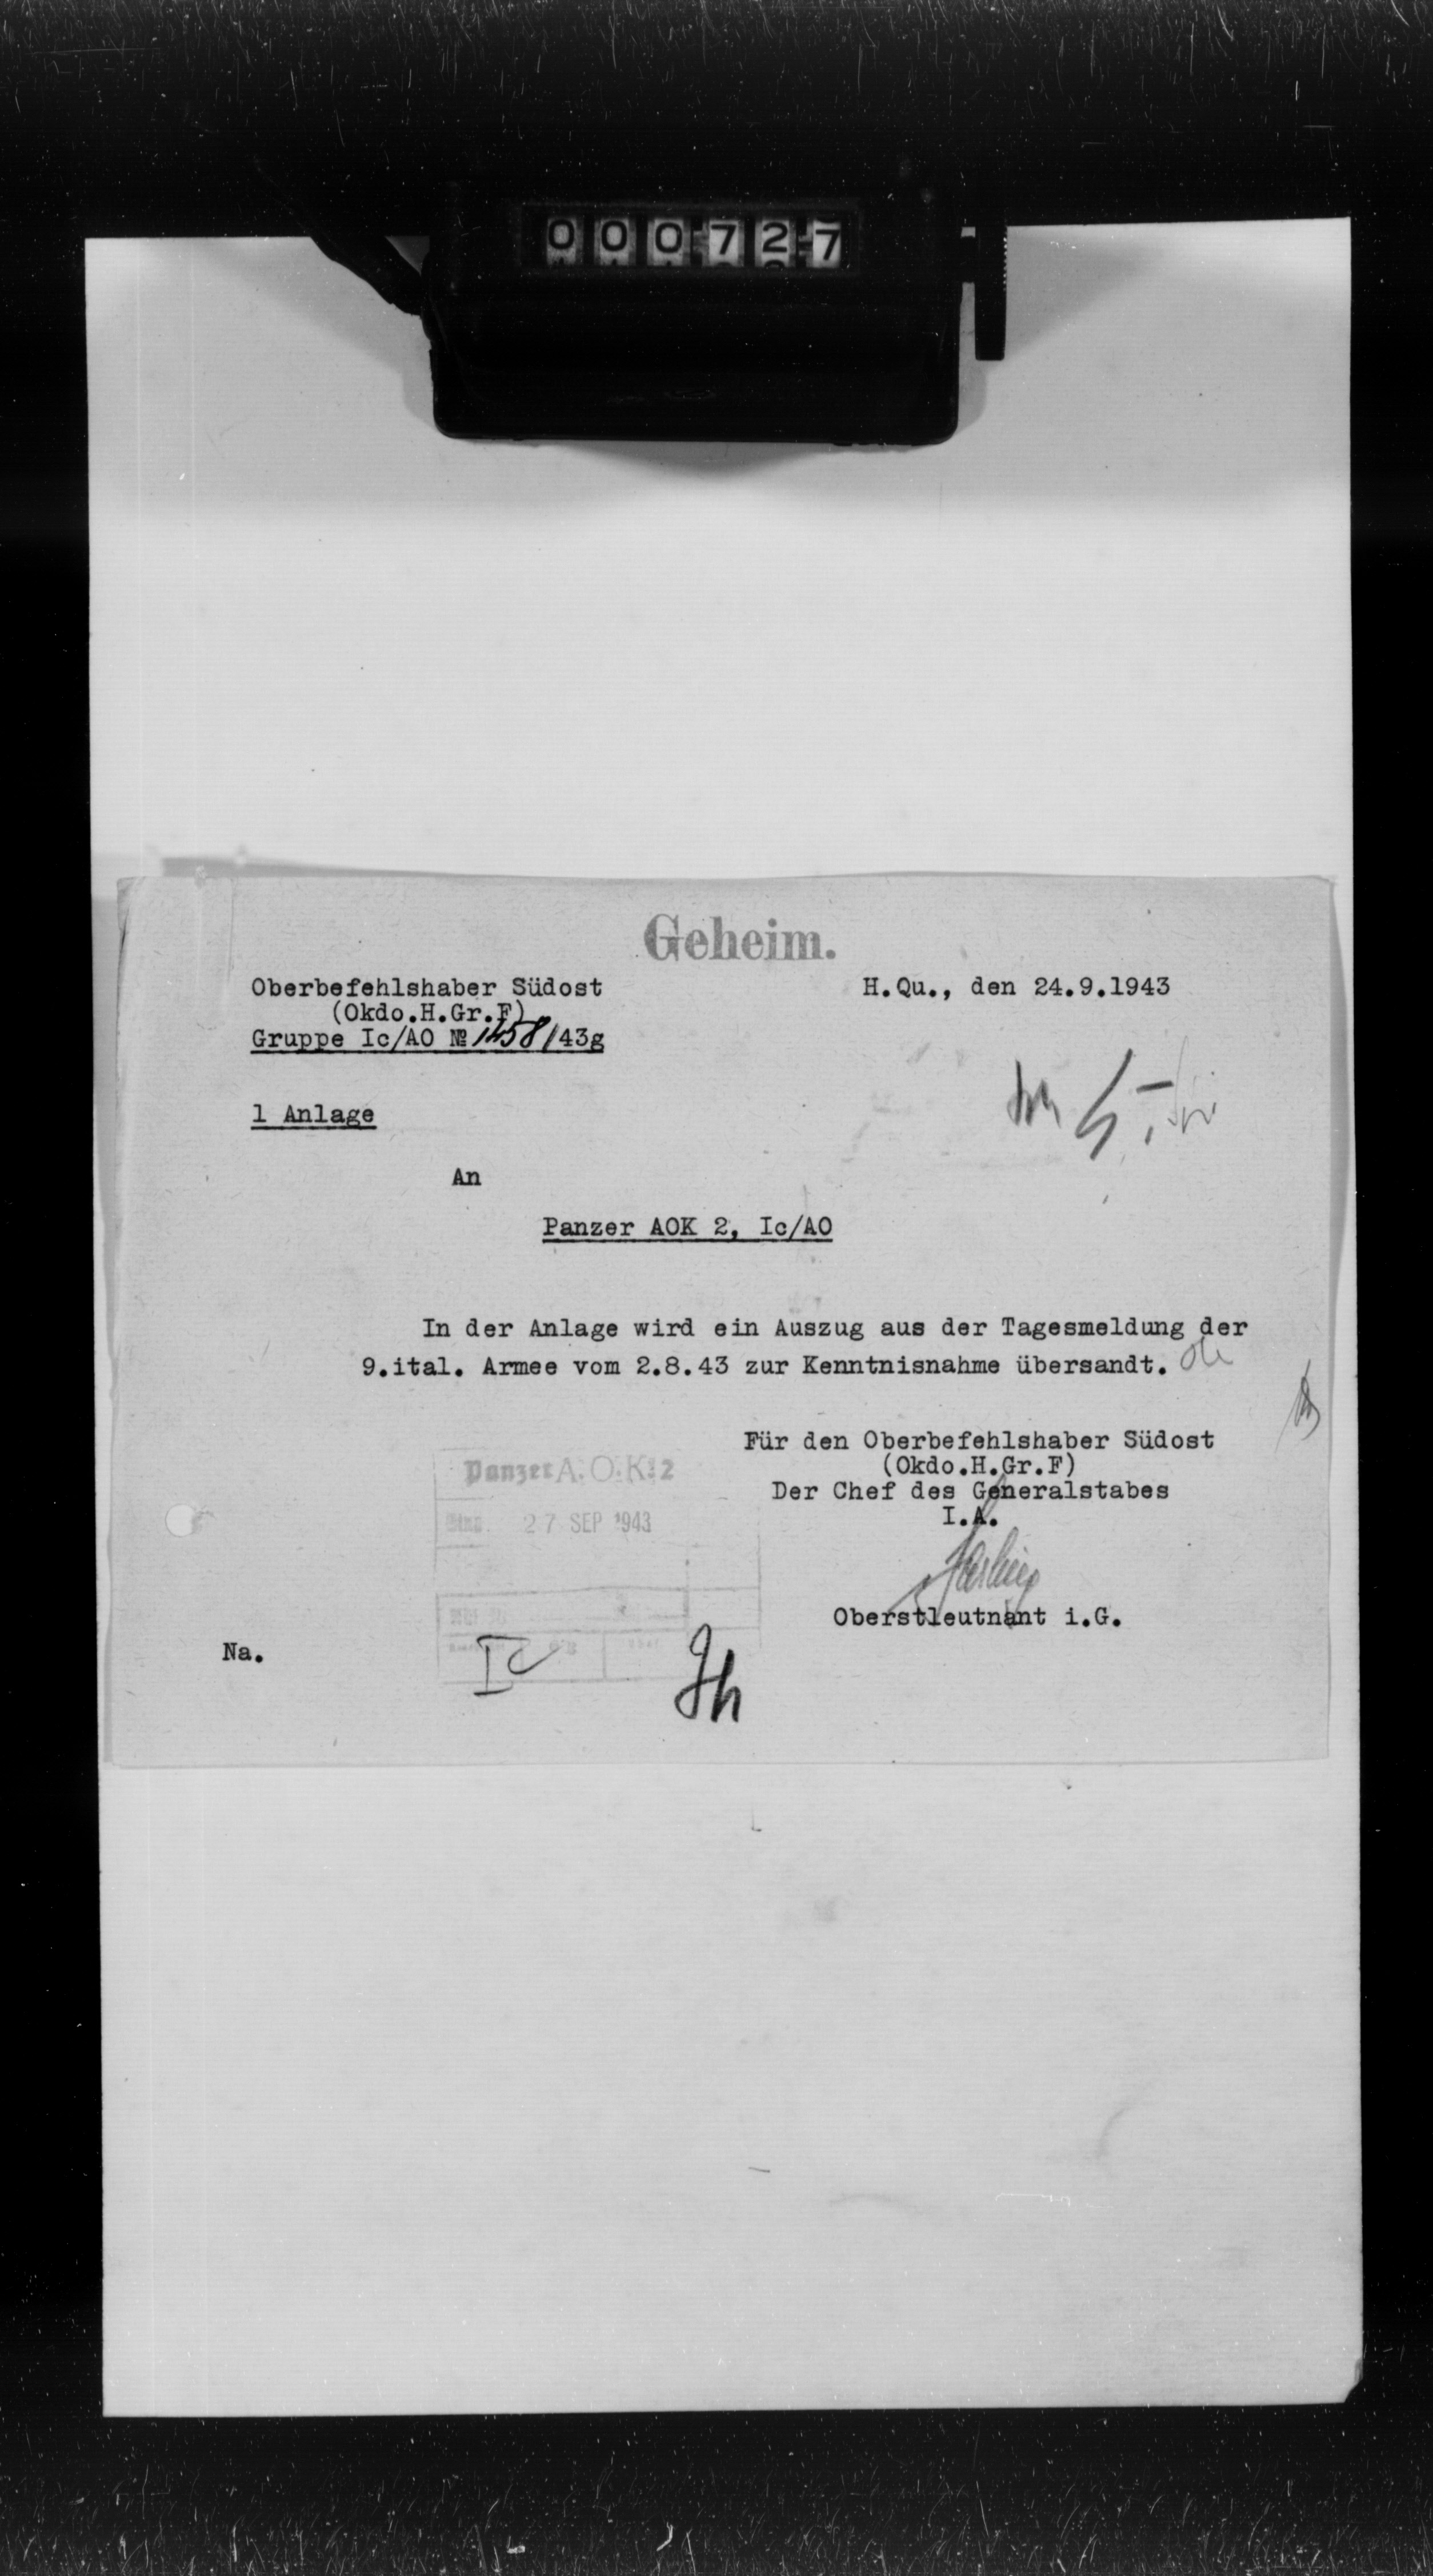 000727
Geheim.
Oberbefehlshaber Südost
(Okdo.H.Gr.F)
Gruppe Ic/AO № 1458/43g
H.Qu., den 24.9.1943
1 Anlage
An
Panzer AOK 2, Ic/AO
In der Anlage wird ein Auszug aus der Tagesmeldung der
9.ital. Armee vom 2.8.43 zur Kenntnisnahme übersandt.
Für den Oberbefehlshaber Südost
(Okdo.H.Gr.F)
Der Chef des Generalstabes
I.A.
Oberstleutnant i.G.
Panzer A.O.K. 2
27 SEP 1943
Ic
Na.